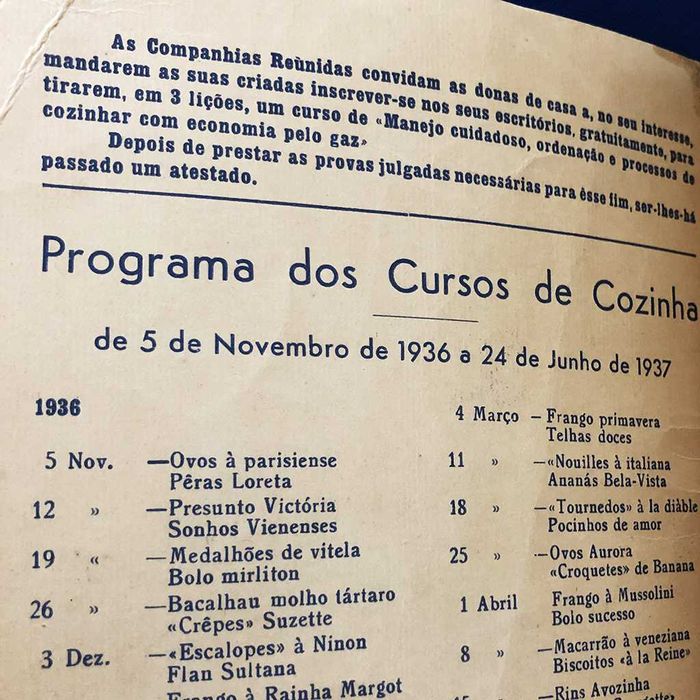 As Companhias Reùnidas convidam as donas de casa a, no seu interesse,
mandarem as suas criadas inscrever-se nos seus escritórios, gratuitamente, para
tirarem, em 3 lições, um curso de «Manejo cuidadoso, ordenação e processos de
cozinhar com economia pelo gaz»
Depois de prestar as provas julgadas necessárias para êsse fim, ser-lhes-há
passado um atestado.
Programa dos Cursos de Cozinha
de 5 de Novembro de 1936 a 24 de Junho de 1937
1936
5 Nov. —Ovos à parisiense
Pêras Loreta
12 » —Presunto Victória
Sonhos Vienenses
19 « —Medalhões de vitela
Bolo mirliton
26 » —Bacalhau molho tártaro
«Crêpes» Suzette
3 Dez. —«Escalopes» à Ninon
Flan Sultana
Frango à Rainha Margot
4 Março — Frango primavera
Telhas doces
11 » —«Nouilles à italiana
Ananás Bela-Vista
18 » —«Tournedos» à la diàble
Pocinhos de amor
25 » —Ovos Aurora
«Croquetes» de Banana
1 Abril Frango à Mussolini
Bolo sucesso
8 » —Macarrão à veneziana
Biscoitos «à la Reine»
—Rins Avozinha